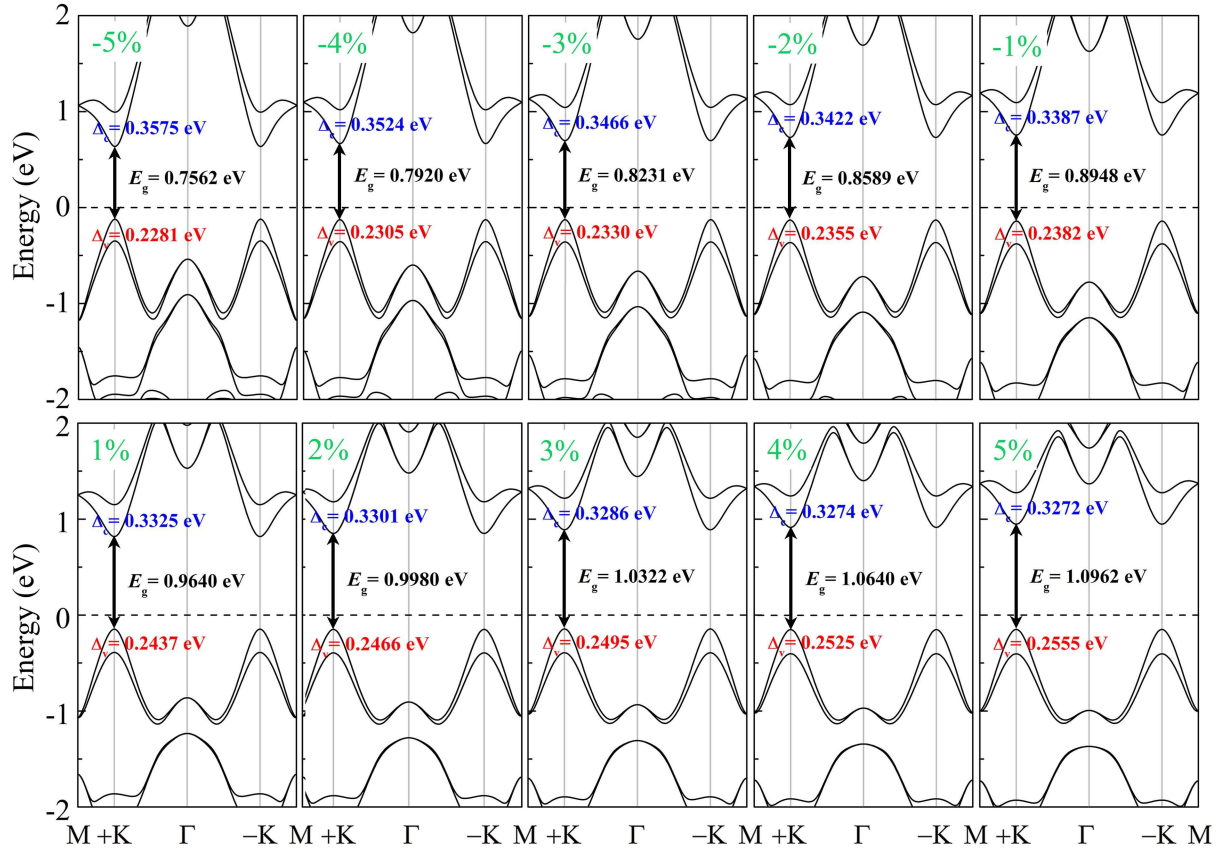 2
-5%
-4%
-3%
-2%
-1%
1
Δc = 0.3575 eV
Δc = 0.3524 eV
Δc = 0.3466 eV
Δc = 0.3422 eV
Δc = 0.3387 eV
Eg = 0.7562 eV
Eg = 0.7920 eV
Eg = 0.8231 eV
Eg = 0.8589 eV
Eg = 0.8948 eV
Energy (eV)
0
Δv = 0.2281 eV
Δv = 0.2305 eV
Δv = 0.2330 eV
Δv = 0.2355 eV
Δv = 0.2382 eV
-1
-2
2
1%
2%
3%
4%
5%
1
Δc = 0.3325 eV
Δc = 0.3301 eV
Δc = 0.3286 eV
Δc = 0.3274 eV
Δc = 0.3272 eV
Eg = 0.9640 eV
Eg = 0.9980 eV
Eg = 1.0322 eV
Eg = 1.0640 eV
Eg = 1.0962 eV
Energy (eV)
0
Δv = 0.2437 eV
Δv = 0.2466 eV
Δv = 0.2495 eV
Δv = 0.2525 eV
Δv = 0.2555 eV
-1
-2
M +K Γ −K M +K Γ −K M +K Γ −K M +K Γ −K M +K Γ −K M